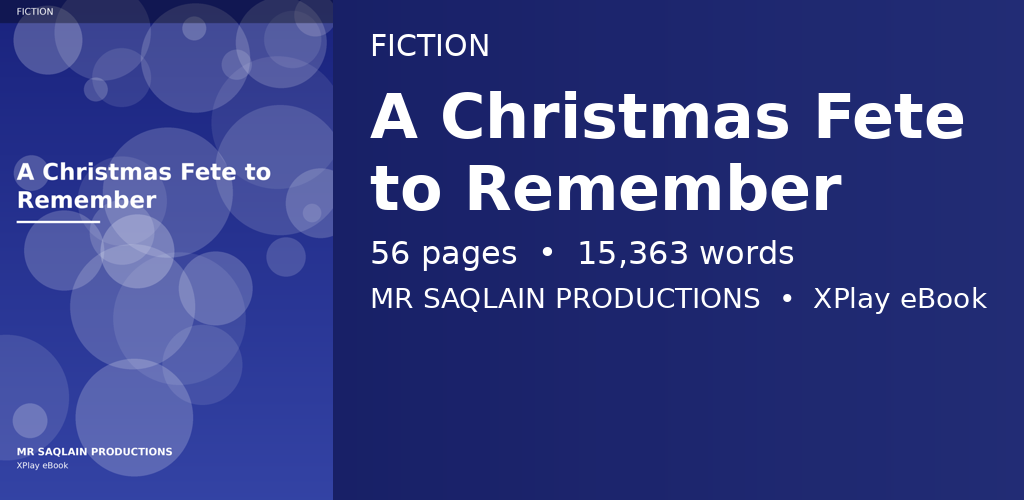 FICTION
A Christmas Fete to
Remember
MR SAQLAIN PRODUCTIONS
XPlay eBook
FICTION
A Christmas Fete
to Remember
56 pages • 15,363 words
MR SAQLAIN PRODUCTIONS • XPlay eBook